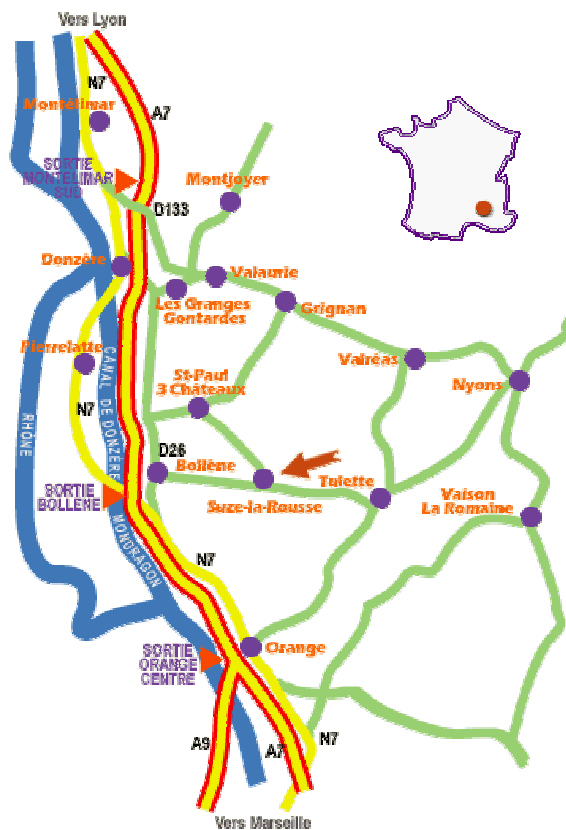 Vers Lyon
N7
A7
Montélimar
SORTIE
MONTELIMAR
SUD
Montjoyer
D133
Donzère
Valaurie
Les Granges
Gontardes
Grignan
Pierrelatte
CANAL DE DONZERE
MONDRAGON
St-Paul
3 Châteaux
Valréas
Nyons
N7
RHÔNE
D26
Bollène
SORTIE
BOLLENE
Suze-la-Rousse
Tulette
Vaison
La Romaine
N7
SORTIE
ORANGE
CENTRE
Orange
A9
A7
N7
Vers Marseille